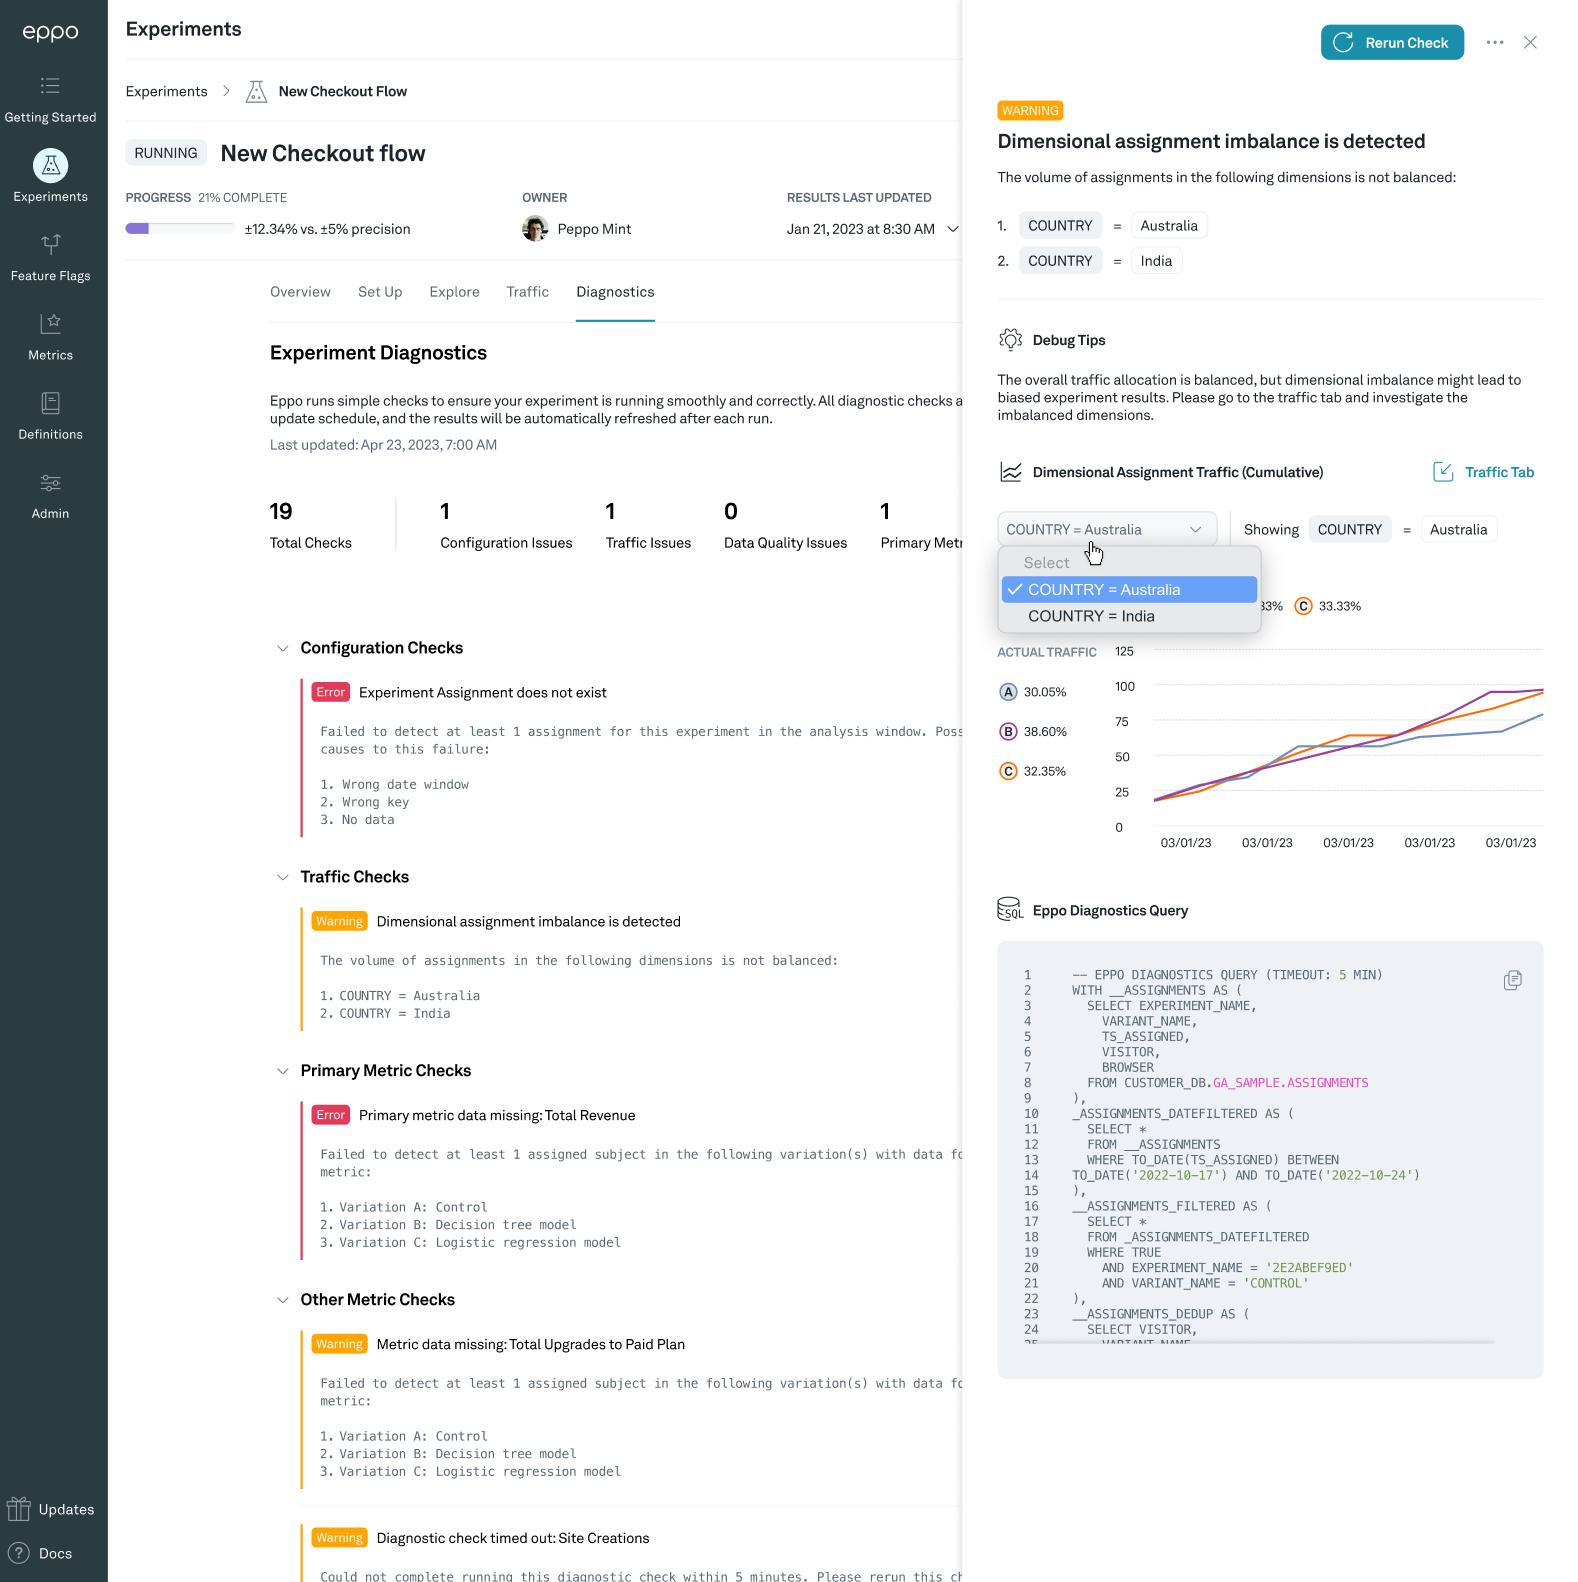 eppo
Getting Started
Experiments
Feature Flags
Metrics
Definitions
Admin
Updates
Docs
Experiments
Experiments
New Checkout Flow
RUNNING New Checkout flow
PROGRESS 21% COMPLETE
±12.34% vs. ±5% precision
OWNER
Peppo Mint
RESULTS LAST UPDATED
Jan 21, 2023 at 8:30 AM
Overview Set Up Explore Traffic Diagnostics
Experiment Diagnostics
Eppo runs simple checks to ensure your experiment is running smoothly and correctly. All diagnostic checks a
update schedule, and the results will be automatically refreshed after each run.
Last updated: Apr 23, 2023, 7:00 AM
19
Total Checks
1
Configuration Issues
1
Traffic Issues
0
Data Quality Issues
1
Primary Metr
Configuration Checks
Error Experiment Assignment does not exist
Failed to detect at least 1 assignment for this experiment in the analysis window. Poss
causes to this failure:
1. Wrong date window
2. Wrong key
3. No data
Traffic Checks
Warning Dimensional assignment imbalance is detected
The volume of assignments in the following dimensions is not balanced:
1. COUNTRY = Australia
2. COUNTRY = India
Primary Metric Checks
Error Primary metric data missing: Total Revenue
Failed to detect at least 1 assigned subject in the following variation(s) with data fo
metric:
1. Variation A: Control
2. Variation B: Decision tree model
3. Variation C: Logistic regression model
Other Metric Checks
Warning Metric data missing: Total Upgrades to Paid Plan
Failed to detect at least 1 assigned subject in the following variation(s) with data fo
metric:
1. Variation A: Control
2. Variation B: Decision tree model
3. Variation C: Logistic regression model
Warning Diagnostic check timed out: Site Creations
Could not complete running this diagnostic check within 5 minutes. Please rerun this ch
Rerun Check
WARNING
Dimensional assignment imbalance is detected
The volume of assignments in the following dimensions is not balanced:
1. COUNTRY = Australia
2. COUNTRY = India
Debug Tips
The overall traffic allocation is balanced, but dimensional imbalance might lead to
biased experiment results. Please go to the traffic tab and investigate the
imbalanced dimensions.
Dimensional Assignment Traffic (Cumulative)
Traffic Tab
COUNTRY = Australia
Showing COUNTRY = Australia
Select
COUNTRY = Australia
COUNTRY = India
33% C 33.33%
ACTUAL TRAFFIC
A 30.05%
B 38.60%
C 32.35%
125
100
75
50
25
0
03/01/23 03/01/23 03/01/23 03/01/23 03/01/23
SQL
Eppo Diagnostics Query
1 -- EPPO DIAGNOSTICS QUERY (TIMEOUT: 5 MIN)
2 WITH __ASSIGNMENTS AS (
3 SELECT EXPERIMENT_NAME,
4 VARIANT_NAME,
5 TS_ASSIGNED,
6 VISITOR,
7 BROWSER
8 FROM CUSTOMER_DB.GA_SAMPLE.ASSIGNMENTS
9 ),
10 _ASSIGNMENTS_DATEFILTERED AS (
11 SELECT *
12 FROM __ASSIGNMENTS
13 WHERE TO_DATE(TS_ASSIGNED) BETWEEN
14 TO_DATE('2022-10-17') AND TO_DATE('2022-10-24')
15 ),
16 __ASSIGNMENTS_FILTERED AS (
17 SELECT *
18 FROM _ASSIGNMENTS_DATEFILTERED
19 WHERE TRUE
20 AND EXPERIMENT_NAME = '2E2ABEF9ED'
21 AND VARIANT_NAME = 'CONTROL'
22 ),
23 __ASSIGNMENTS_DEDUP AS (
24 SELECT VISITOR,
25 VARIANT_NAME